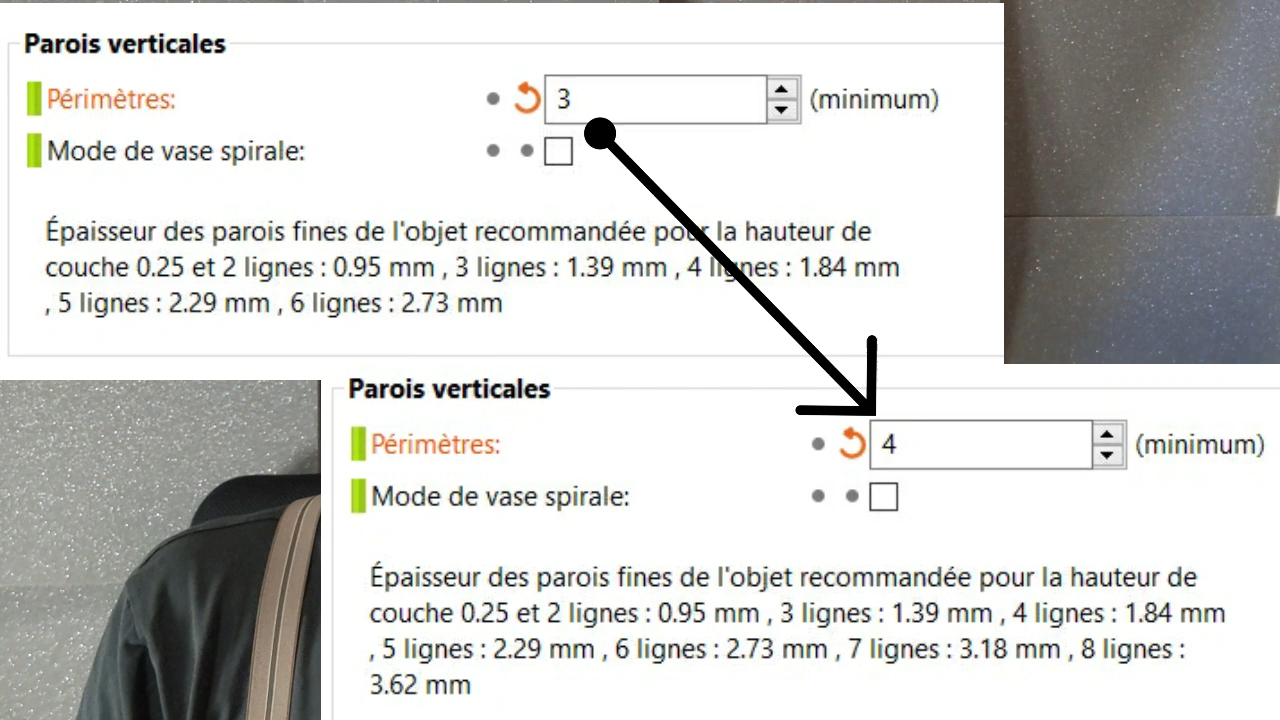 Parois verticales
Périmètres: 3 (minimum)
Mode de vase spirale:
Épaisseur des parois fines de l'objet recommandée pour la hauteur de
couche 0.25 et 2 lignes : 0.95 mm , 3 lignes : 1.39 mm , 4 lignes : 1.84 mm
, 5 lignes : 2.29 mm , 6 lignes : 2.73 mm
Parois verticales
Périmètres: 4 (minimum)
Mode de vase spirale:
Épaisseur des parois fines de l'objet recommandée pour la hauteur de
couche 0.25 et 2 lignes : 0.95 mm , 3 lignes : 1.39 mm , 4 lignes : 1.84 mm
, 5 lignes : 2.29 mm , 6 lignes : 2.73 mm , 7 lignes : 3.18 mm , 8 lignes :
3.62 mm